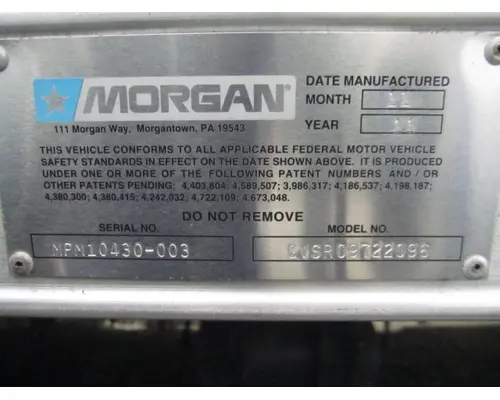 MORGAN
111 Morgan Way, Morgantown, PA 19543
DATE MANUFACTURED
MONTH 11
YEAR 11
THIS VEHICLE CONFORMS TO ALL APPLICABLE FEDERAL MOTOR VEHICLE
SAFETY STANDARDS IN EFFECT ON THE DATE SHOWN ABOVE. IT IS PRODUCED
UNDER ONE OR MORE OF THE FOLLOWING PATENT NUMBERS AND / OR
OTHER PATENTS PENDING; 4,403,804; 4,589,507; 3,986,317; 4,186,537; 4,198,187;
4,380,300; 4,380,415; 4,242,032; 4,722,109; 4,673,048.
DO NOT REMOVE
SERIAL NO. MODEL NO.
MPM10430-003